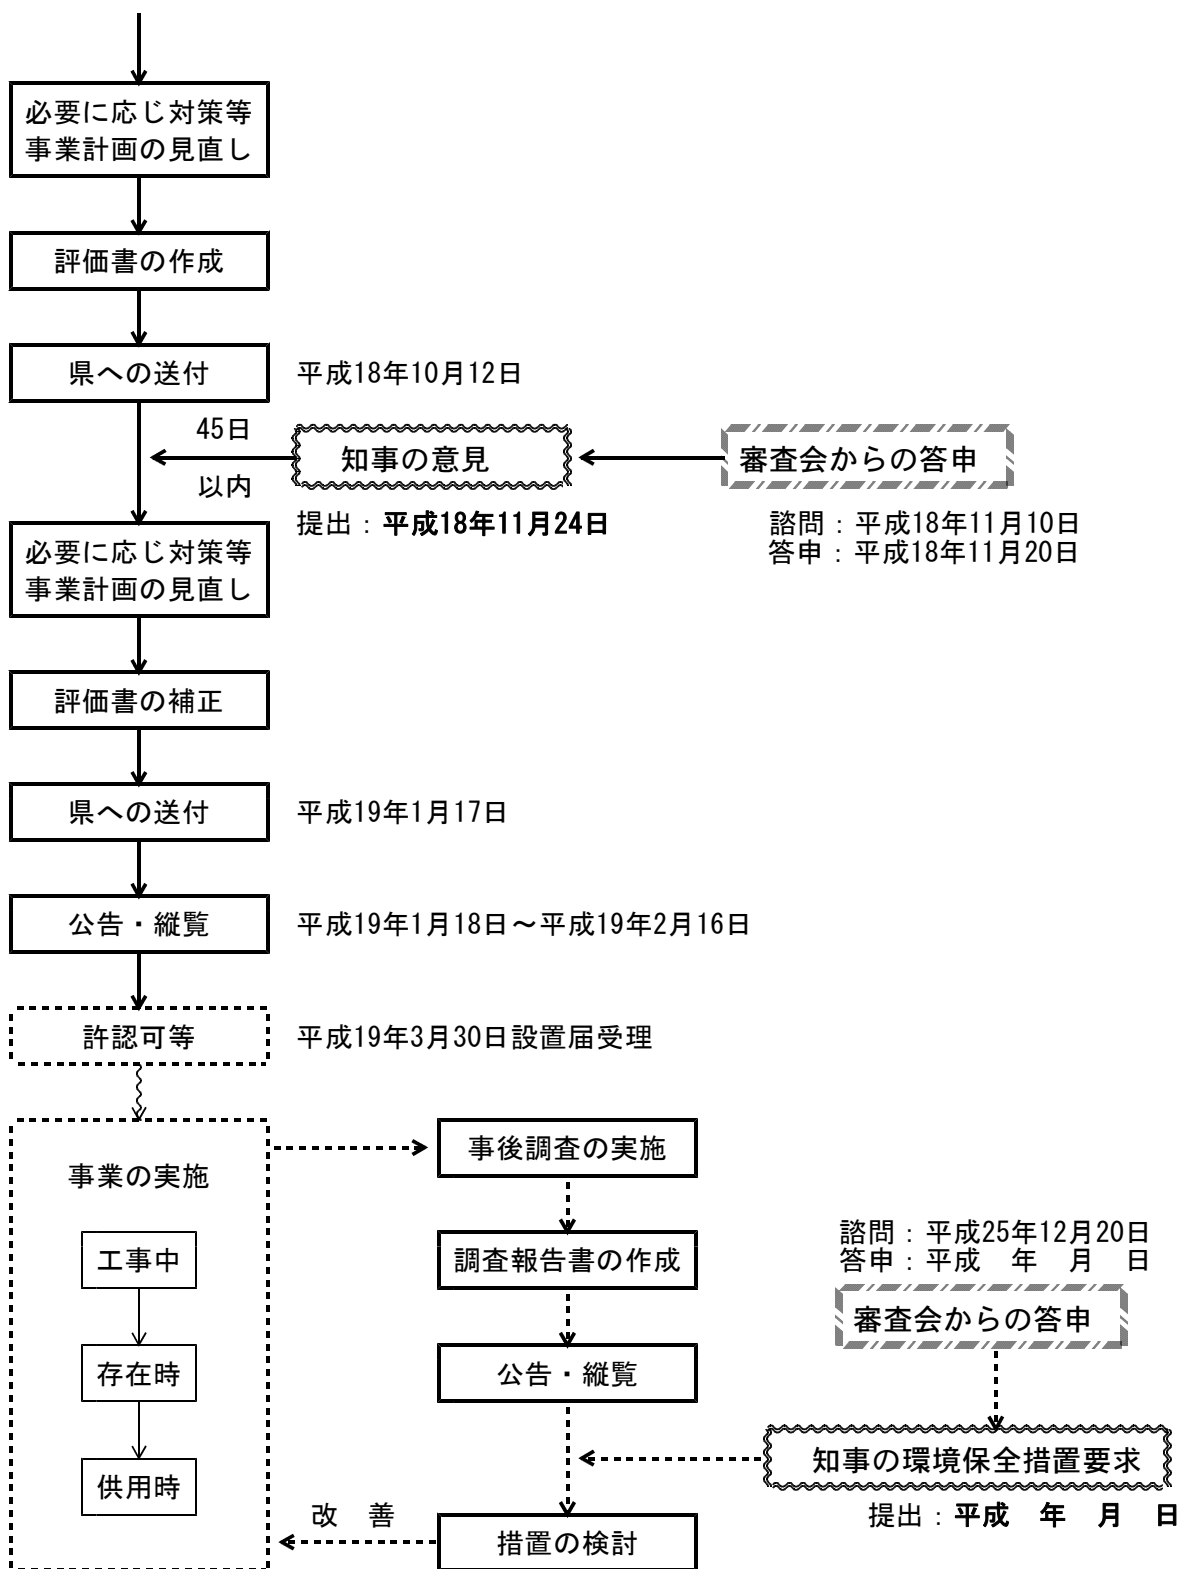 必要に応じ対策等
事業計画の見直し
評価書の作成
県への送付
平成18年10月12日
45日
以内
知事の意見
審査会からの答申
提出：平成18年11月24日
諮問：平成18年11月10日
答申：平成18年11月20日
必要に応じ対策等
事業計画の見直し
評価書の補正
県への送付
平成19年1月17日
公告・縦覧
平成19年1月18日～平成19年2月16日
許認可等
平成19年3月30日設置届受理
事業の実施
工事中
存在時
供用時
事後調査の実施
調査報告書の作成
公告・縦覧
諮問：平成25年12月20日
答申：平成　年　月　日
審査会からの答申
知事の環境保全措置要求
提出：平成　年　月　日
改　善
措置の検討